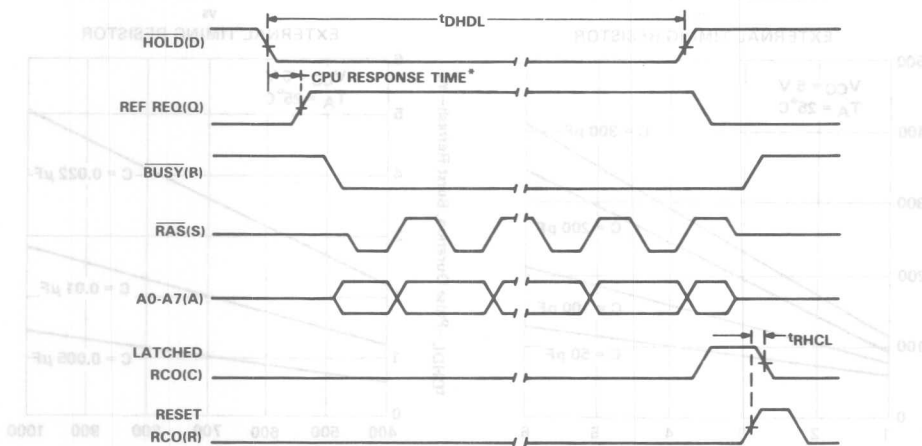 tDHDL
HOLD(D)
CPU RESPONSE TIME*
REF REQ(Q)
BUSY(R)
RAS(S)
A0-A7(A)
tRHCL
LATCHED
RCO(C)
RESET
RCO(R)